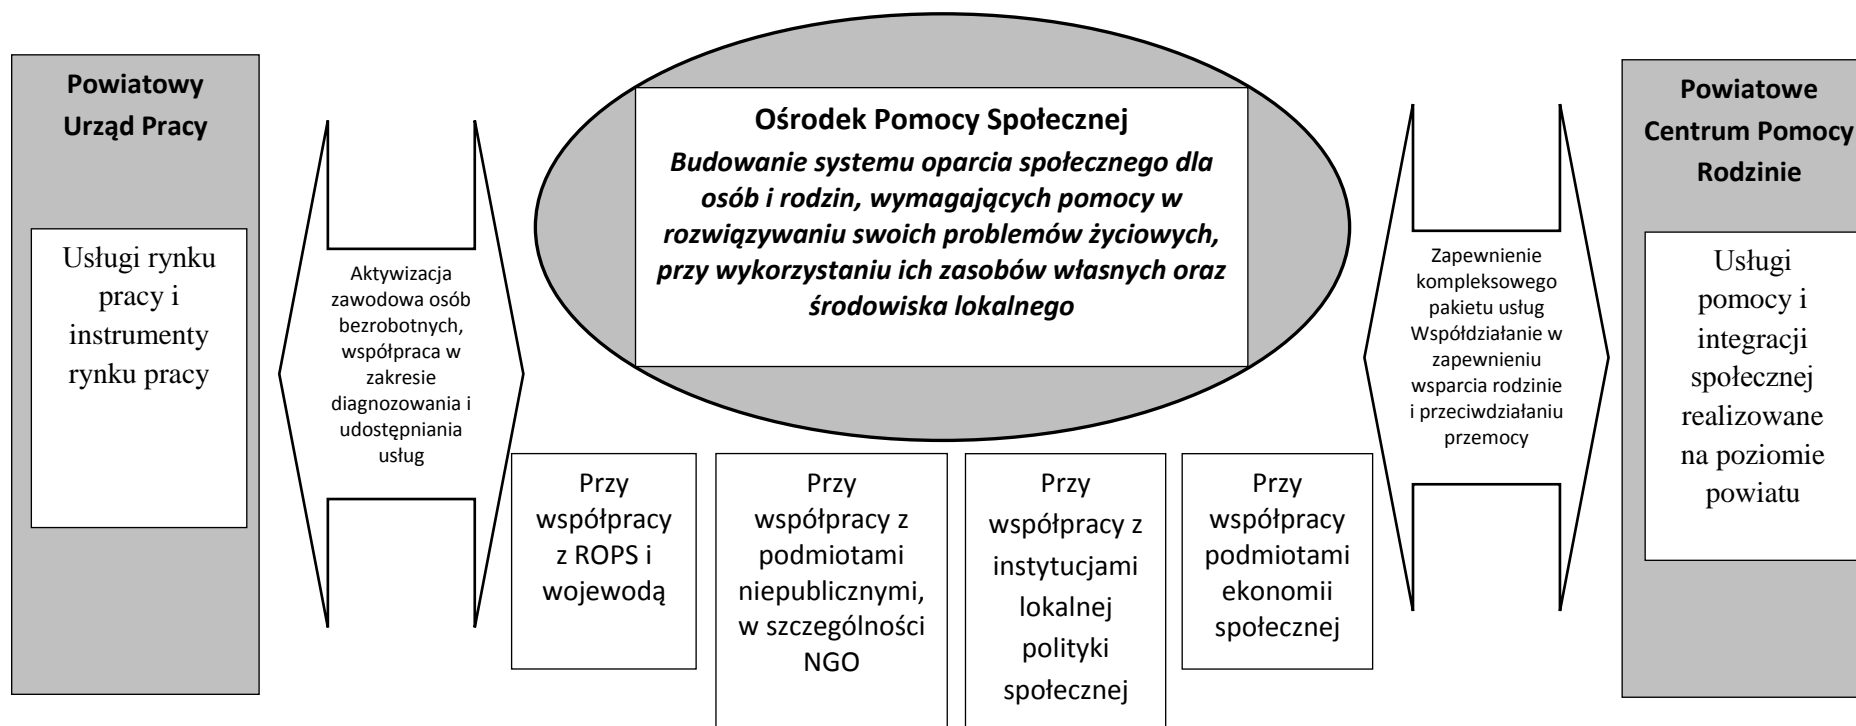 Powiatowy
Urząd Pracy
Usługi rynku
pracy i
instrumenty
rynku pracy
Aktywizacja
zawodowa osób
bezrobotnych,
współpraca w
zakresie
diagnozowania i
udostępniania
usług
Ośrodek Pomocy Społecznej
Budowanie systemu oparcia społecznego dla
osób i rodzin, wymagających pomocy w
rozwiązywaniu swoich problemów życiowych,
przy wykorzystaniu ich zasobów własnych oraz
środowiska lokalnego
Przy
współpracy
z ROPS i
wojewodą
Przy
współpracy z
podmiotami
niepublicznymi,
w szczególności
NGO
Przy
współpracy z
instytucjami
lokalnej
polityki
społecznej
Przy
współpracy
podmiotami
ekonomii
społecznej
Zapewnienie
kompleksowego
pakietu usług
Współdziałanie w
zapewnieniu
wsparcia rodzinie
i przeciwdziałaniu
przemocy
Powiatowe
Centrum Pomocy
Rodzinie
Usługi
pomocy i
integracji
społecznej
realizowane
na poziomie
powiatu